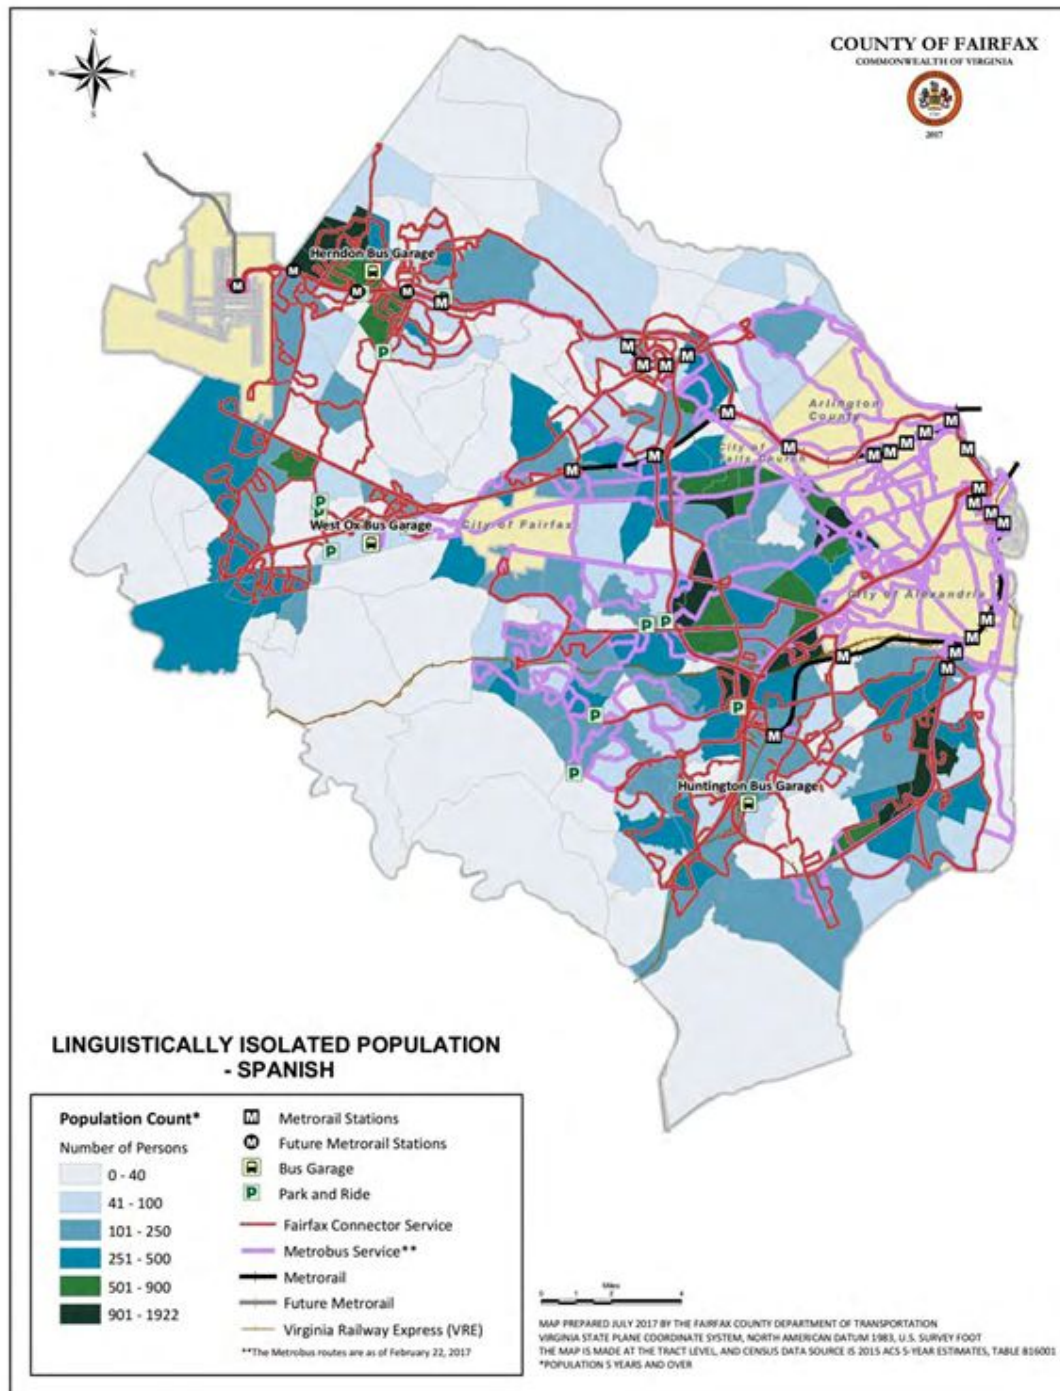 N
W
E
S
COUNTY OF FAIRFAX
COMMONWEALTH OF VIRGINIA
2017
Herndon Bus Garage
Arlington
County
City of
Falls Church
West Ox Bus Garage
City of Fairfax
City of Alexandria
Huntington Bus Garage
LINGUISTICALLY ISOLATED POPULATION
- SPANISH
Population Count*
Number of Persons
0 - 40
41 - 100
101 - 250
251 - 500
501 - 900
901 - 1922
M Metrorail Stations
M Future Metrorail Stations
Bus Garage
P Park and Ride
Fairfax Connector Service
Metrobus Service**
Metrorail
Future Metrorail
Virginia Railway Express (VRE)
**The Metrobus routes are as of February 22, 2017
Miles
0 1 2 4
MAP PREPARED JULY 2017 BY THE FAIRFAX COUNTY DEPARTMENT OF TRANSPORTATION
VIRGINIA STATE PLANE COORDINATE SYSTEM, NORTH AMERICAN DATUM 1983, U.S. SURVEY FOOT
THE MAP IS MADE AT THE TRACT LEVEL, AND CENSUS DATA SOURCE IS 2015 ACS 5-YEAR ESTIMATES, TABLE B16001
*POPULATION 5 YEARS AND OVER